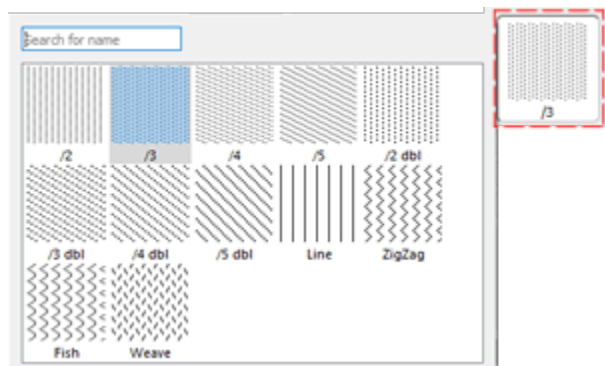 Search for name
/3
/2 /3 /4 /5 /2 dbl
/3 dbl /4 dbl /5 dbl Line ZigZag
Fish Weave